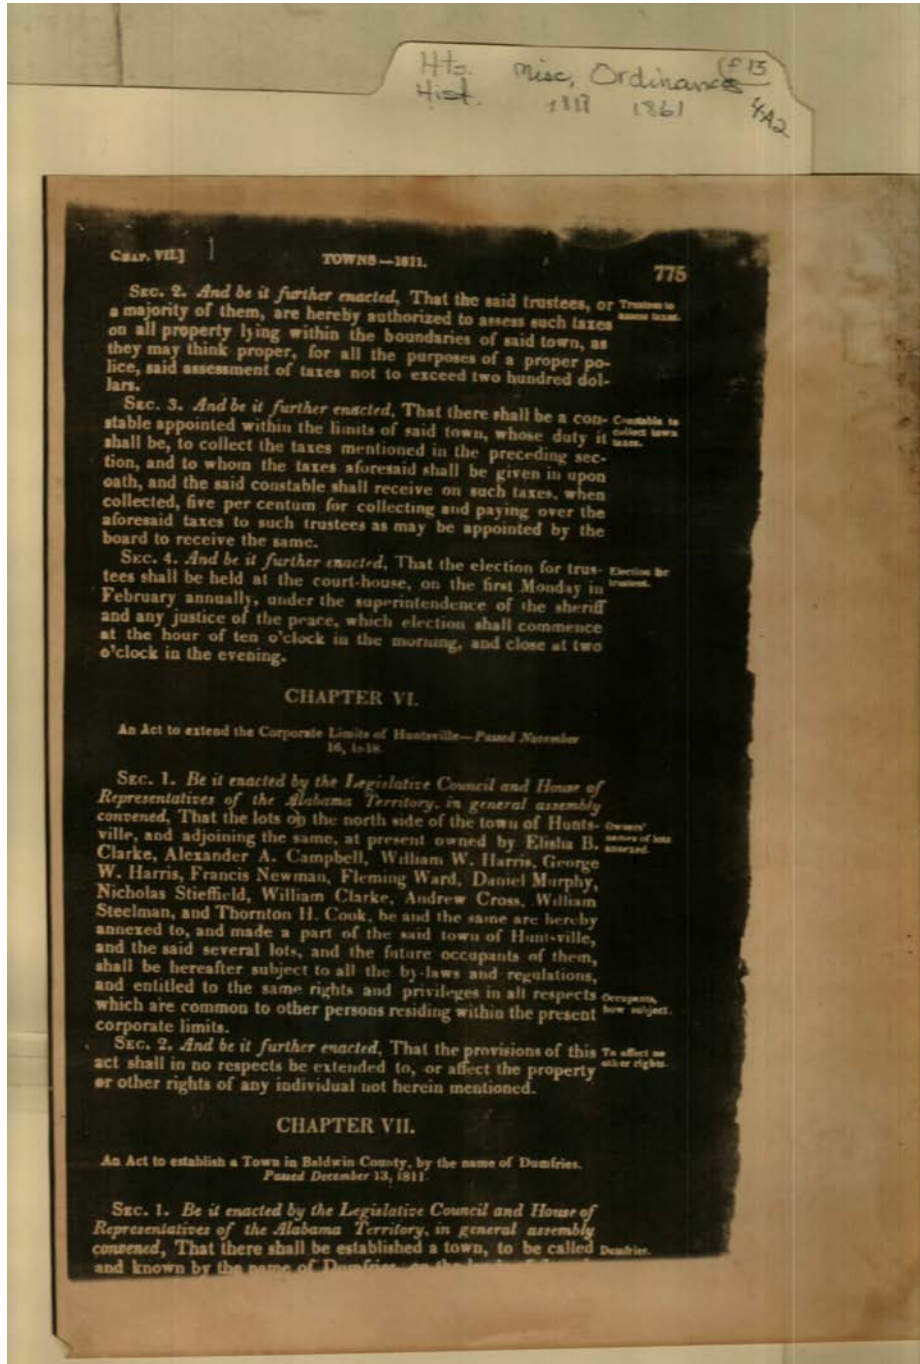 Hts. Misc. Ordinances f 13
Hist. 1861 4A2
CHAP. VII.] TOWNS—1811. 775
SEC. 2. And be it further enacted, That the said trustees, or Trustees to
a majority of them, are hereby authorized to assess such taxes assess taxes.
on all property lying within the boundaries of said town, as
they may think proper, for all the purposes of a proper po-
lice, said assessment of taxes not to exceed two hundred dol-
lars.
SEC. 3. And be it further enacted, That there shall be a con- Constable to
stable appointed within the limits of said town, whose duty it collect town
shall be, to collect the taxes mentioned in the preceding sec- taxes.
tion, and to whom the taxes aforesaid shall be given in upon
oath, and the said constable shall receive on such taxes, when
collected, five per centum for collecting and paying over the
aforesaid taxes to such trustees as may be appointed by the
board to receive the same.
SEC. 4. And be it further enacted, That the election for trus- Election for
tees shall be held at the court-house, on the first Monday in trustees.
February annually, under the superintendence of the sheriff
and any justice of the peace, which election shall commence
at the hour of ten o'clock in the morning, and close at two
o'clock in the evening.
CHAPTER VI.
An Act to extend the Corporate Limits of Huntsville—Passed November
16, 1818.
SEC. 1. Be it enacted by the Legislative Council and House of
Representatives of the Alabama Territory, in general assembly
convened, That the lots on the north side of the town of Hunts- Owners'
ville, and adjoining the same, at present owned by Elisha B. names of lots
Clarke, Alexander A. Campbell, William W. Harris, George annexed.
W. Harris, Francis Newman, Fleming Ward, Daniel Murphy,
Nicholas Stieffield, William Clarke, Andrew Cross, William
Steelman, and Thornton H. Cook, be and the same are hereby
annexed to, and made a part of the said town of Huntsville,
and the said several lots, and the future occupants of them,
shall be hereafter subject to all the by-laws and regulations,
and entitled to the same rights and privileges in all respects Occupants,
which are common to other persons residing within the present how subject.
corporate limits.
SEC. 2. And be it further enacted, That the provisions of this To affect no
act shall in no respects be extended to, or affect the property other rights.
or other rights of any individual not herein mentioned.
CHAPTER VII.
An Act to establish a Town in Baldwin County, by the name of Dumfries.
Passed December 13, 1811
SEC. 1. Be it enacted by the Legislative Council and House of
Representatives of the Alabama Territory, in general assembly
convened, That there shall be established a town, to be called Dumfries.
and known by the name of Dumfries, on the